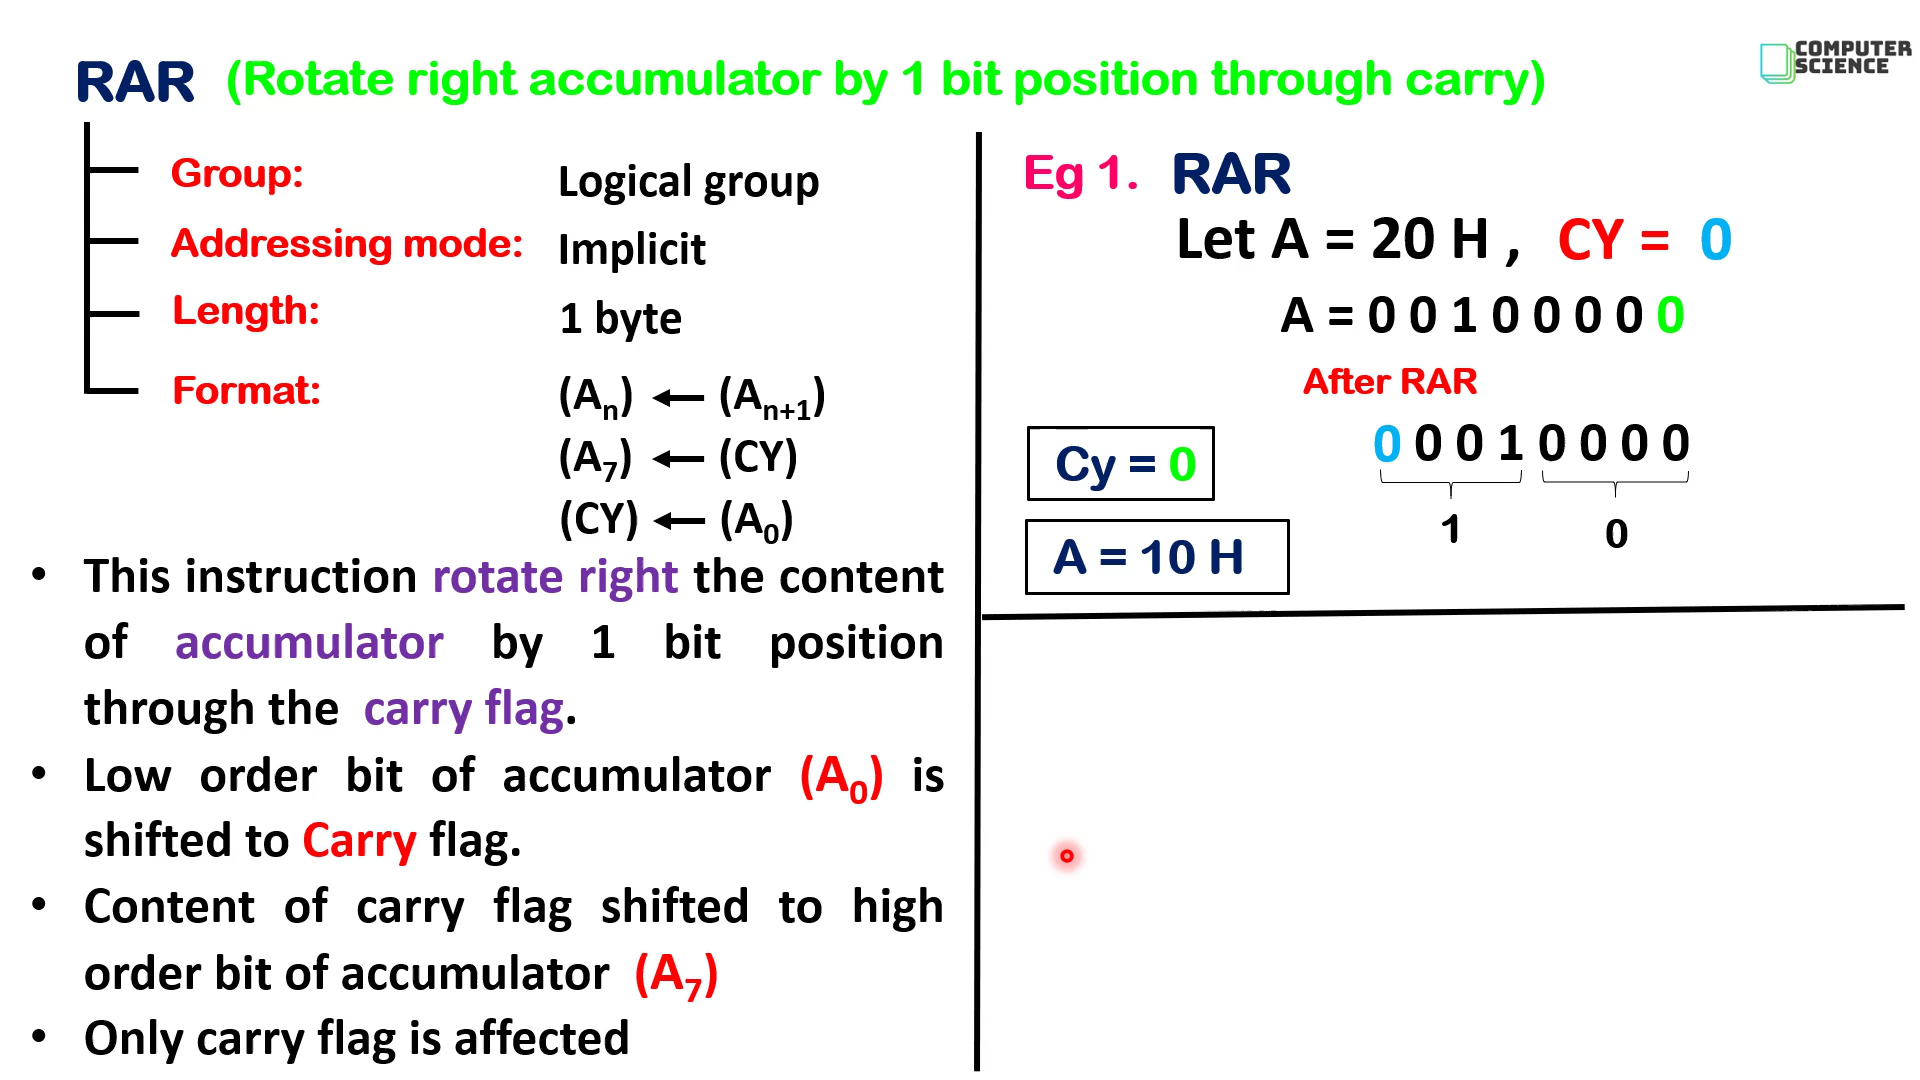 RAR (Rotate right accumulator by 1 bit position through carry)
COMPUTER
SCIENCE
Group: Logical group
Addressing mode: Implicit
Length: 1 byte
Format: (An) ← (An+1)
(A7) ← (CY)
(CY) ← (A0)
• This instruction rotate right the content
of accumulator by 1 bit position
through the carry flag.
• Low order bit of accumulator (A0) is
shifted to Carry flag.
• Content of carry flag shifted to high
order bit of accumulator (A7)
• Only carry flag is affected
Eg 1. RAR
Let A = 20 H , CY = 0
A = 0 0 1 0 0 0 0 0
After RAR
0 0 0 1 0 0 0 0
1 0
Cy = 0
A = 10 H